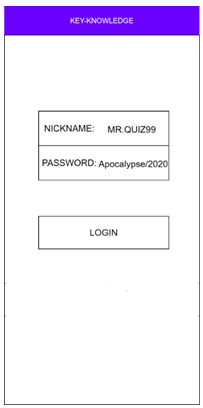 KEY-KNOWLEDGE
NICKNAME: MR.QUIZ99
PASSWORD: Apocalypse/2020
LOGIN